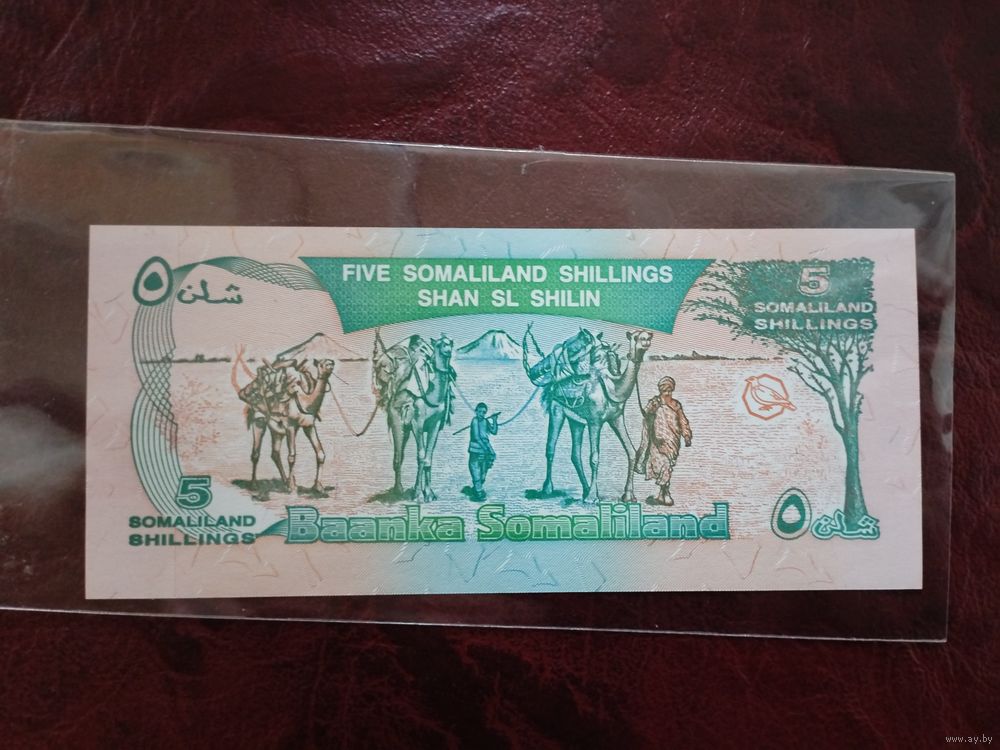 FIVE SOMALILAND SHILLINGS
SHAN SL SHILIN
٥ شلن
5
SOMALILAND
SHILLINGS
5
SOMALILAND
SHILLINGS
Baanka Somaliland
٥ شلن
www.ay.by